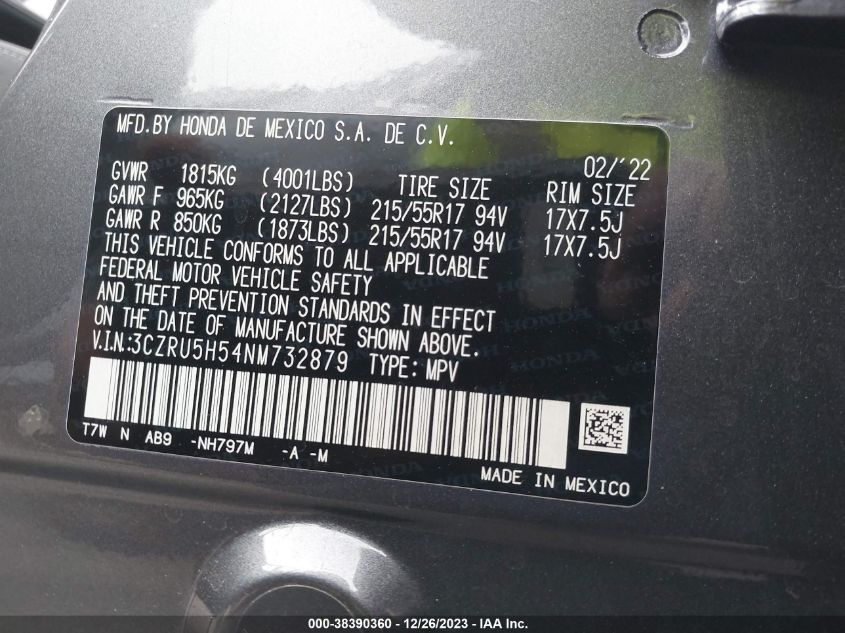 MFD.BY HONDA DE MEXICO S.A. DE C.V.
02/'22
GVWR 1815KG (4001LBS) TIRE SIZE RIM SIZE
GAWR F 965KG (2127LBS) 215/55R17 94V 17X7.5J
GAWR R 850KG (1873LBS) 215/55R17 94V 17X7.5J
THIS VEHICLE CONFORMS TO ALL APPLICABLE
FEDERAL MOTOR VEHICLE SAFETY
AND THEFT PREVENTION STANDARDS IN EFFECT
ON THE DATE OF MANUFACTURE SHOWN ABOVE.
V.I.N.:3CZRU5H54NM732879 TYPE: MPV
T7W N AB9 -NH797M -A -M
MADE IN MEXICO
000-38390360 - 12/26/2023 - IAA Inc.